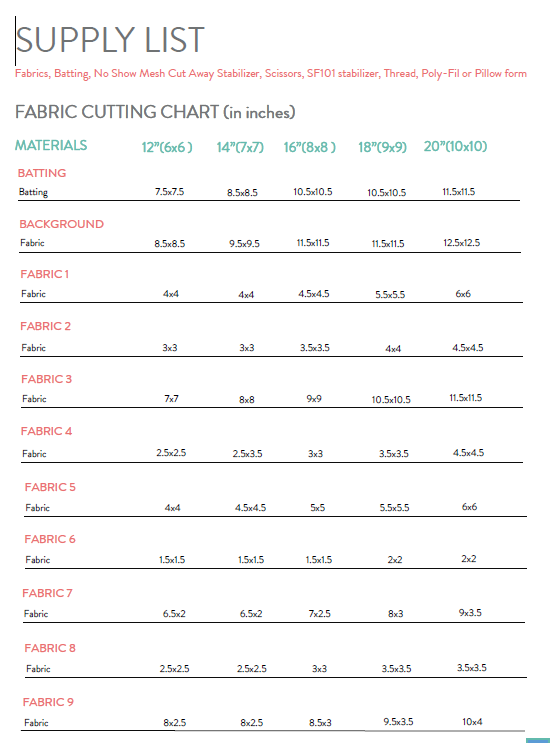 SUPPLY LIST
Fabrics, Batting, No Show Mesh Cut Away Stabilizer, Scissors, SF101 stabilizer, Thread, Poly-Fil or Pillow form
FABRIC CUTTING CHART (in inches)
MATERIALS 12”(6x6 ) 14”(7x7) 16”(8x8 ) 18”(9x9) 20”(10x10)
BATTING
Batting 7.5x7.5 8.5x8.5 10.5x10.5 10.5x10.5 11.5x11.5
BACKGROUND
Fabric 8.5x8.5 9.5x9.5 11.5x11.5 11.5x11.5 12.5x12.5
FABRIC 1
Fabric 4x4 4x4 4.5x4.5 5.5x5.5 6x6
FABRIC 2
Fabric 3x3 3x3 3.5x3.5 4x4 4.5x4.5
FABRIC 3
Fabric 7x7 8x8 9x9 10.5x10.5 11.5x11.5
FABRIC 4
Fabric 2.5x2.5 2.5x3.5 3x3 3.5x3.5 4.5x4.5
FABRIC 5
Fabric 4x4 4.5x4.5 5x5 5.5x5.5 6x6
FABRIC 6
Fabric 1.5x1.5 1.5x1.5 1.5x1.5 2x2 2x2
FABRIC 7
Fabric 6.5x2 6.5x2 7x2.5 8x3 9x3.5
FABRIC 8
Fabric 2.5x2.5 2.5x2.5 3x3 3.5x3.5 3.5x3.5
FABRIC 9
Fabric 8x2.5 8x2.5 8.5x3 9.5x3.5 10x4